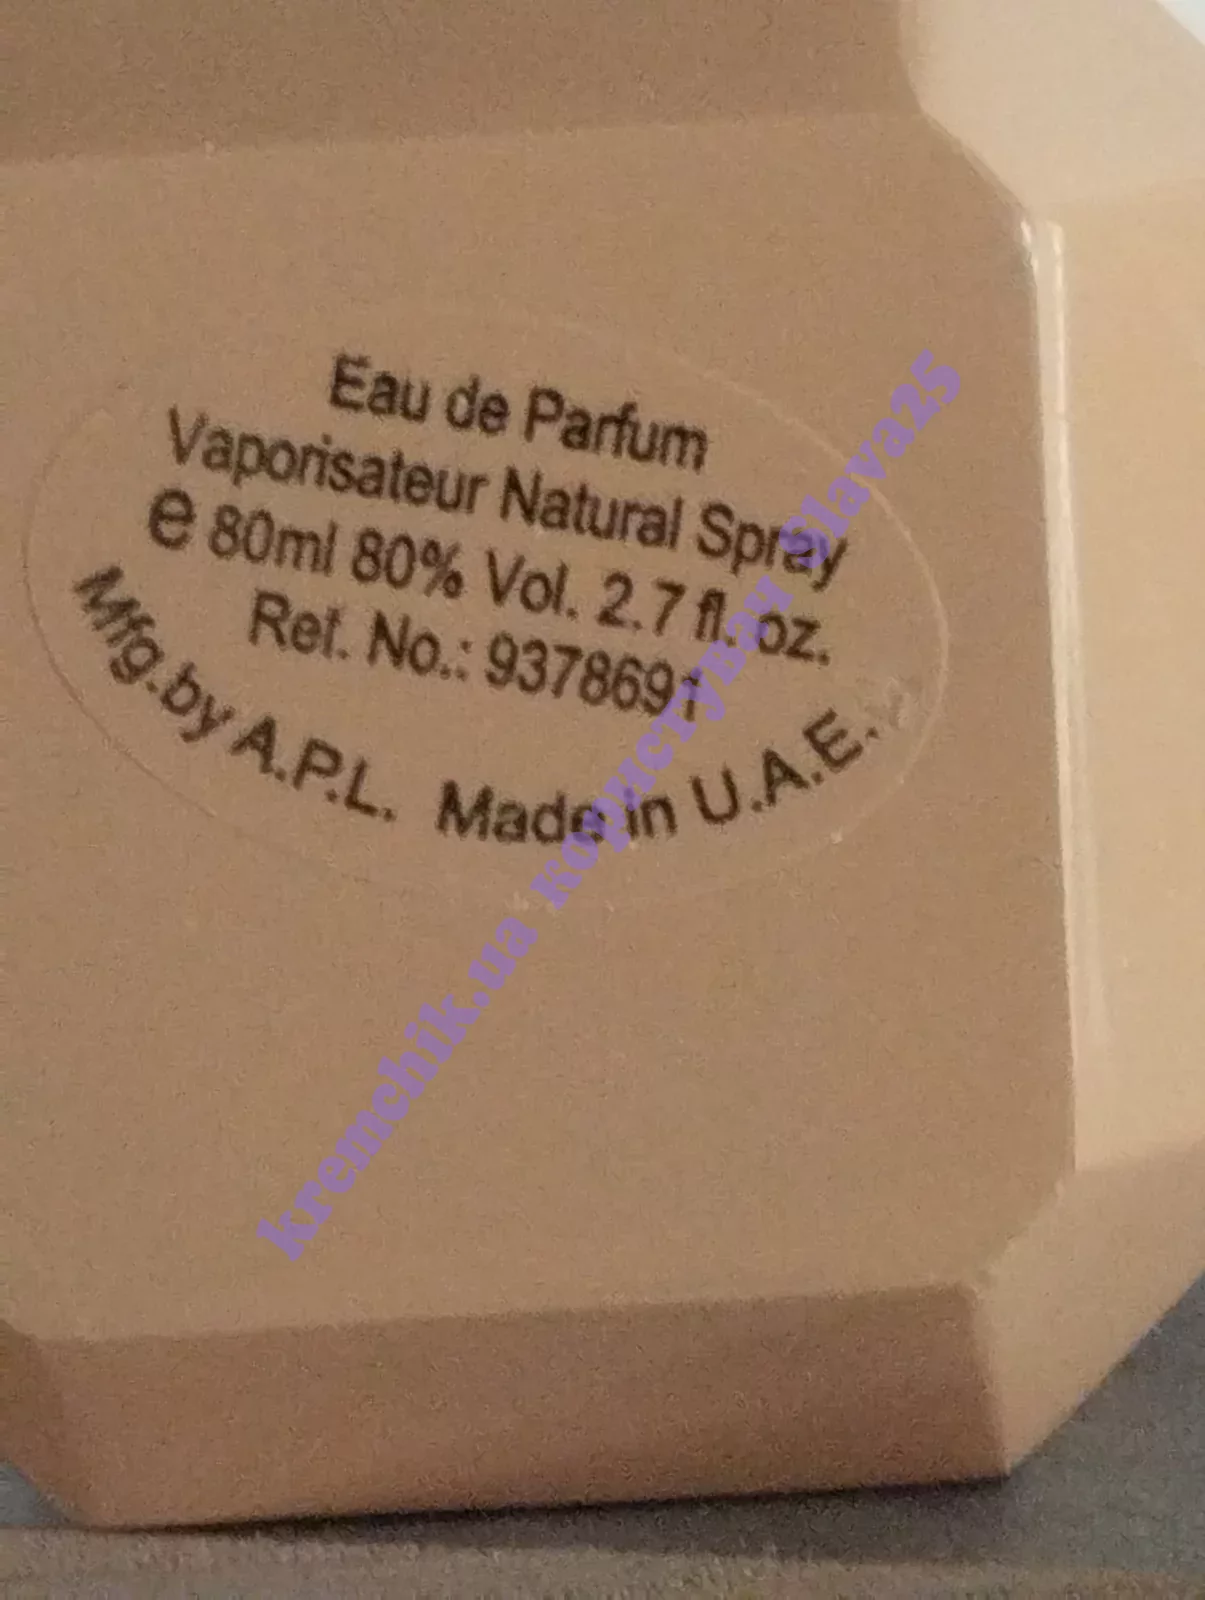 Eau de Parfum
Vaporisateur Natural Spray
e 80ml 80% Vol. 2.7 fl. oz.
Ref. No.: 9378691
Mfg.by A.P.L. Made in U.A.E.
kremchik.ua користувач Slava25